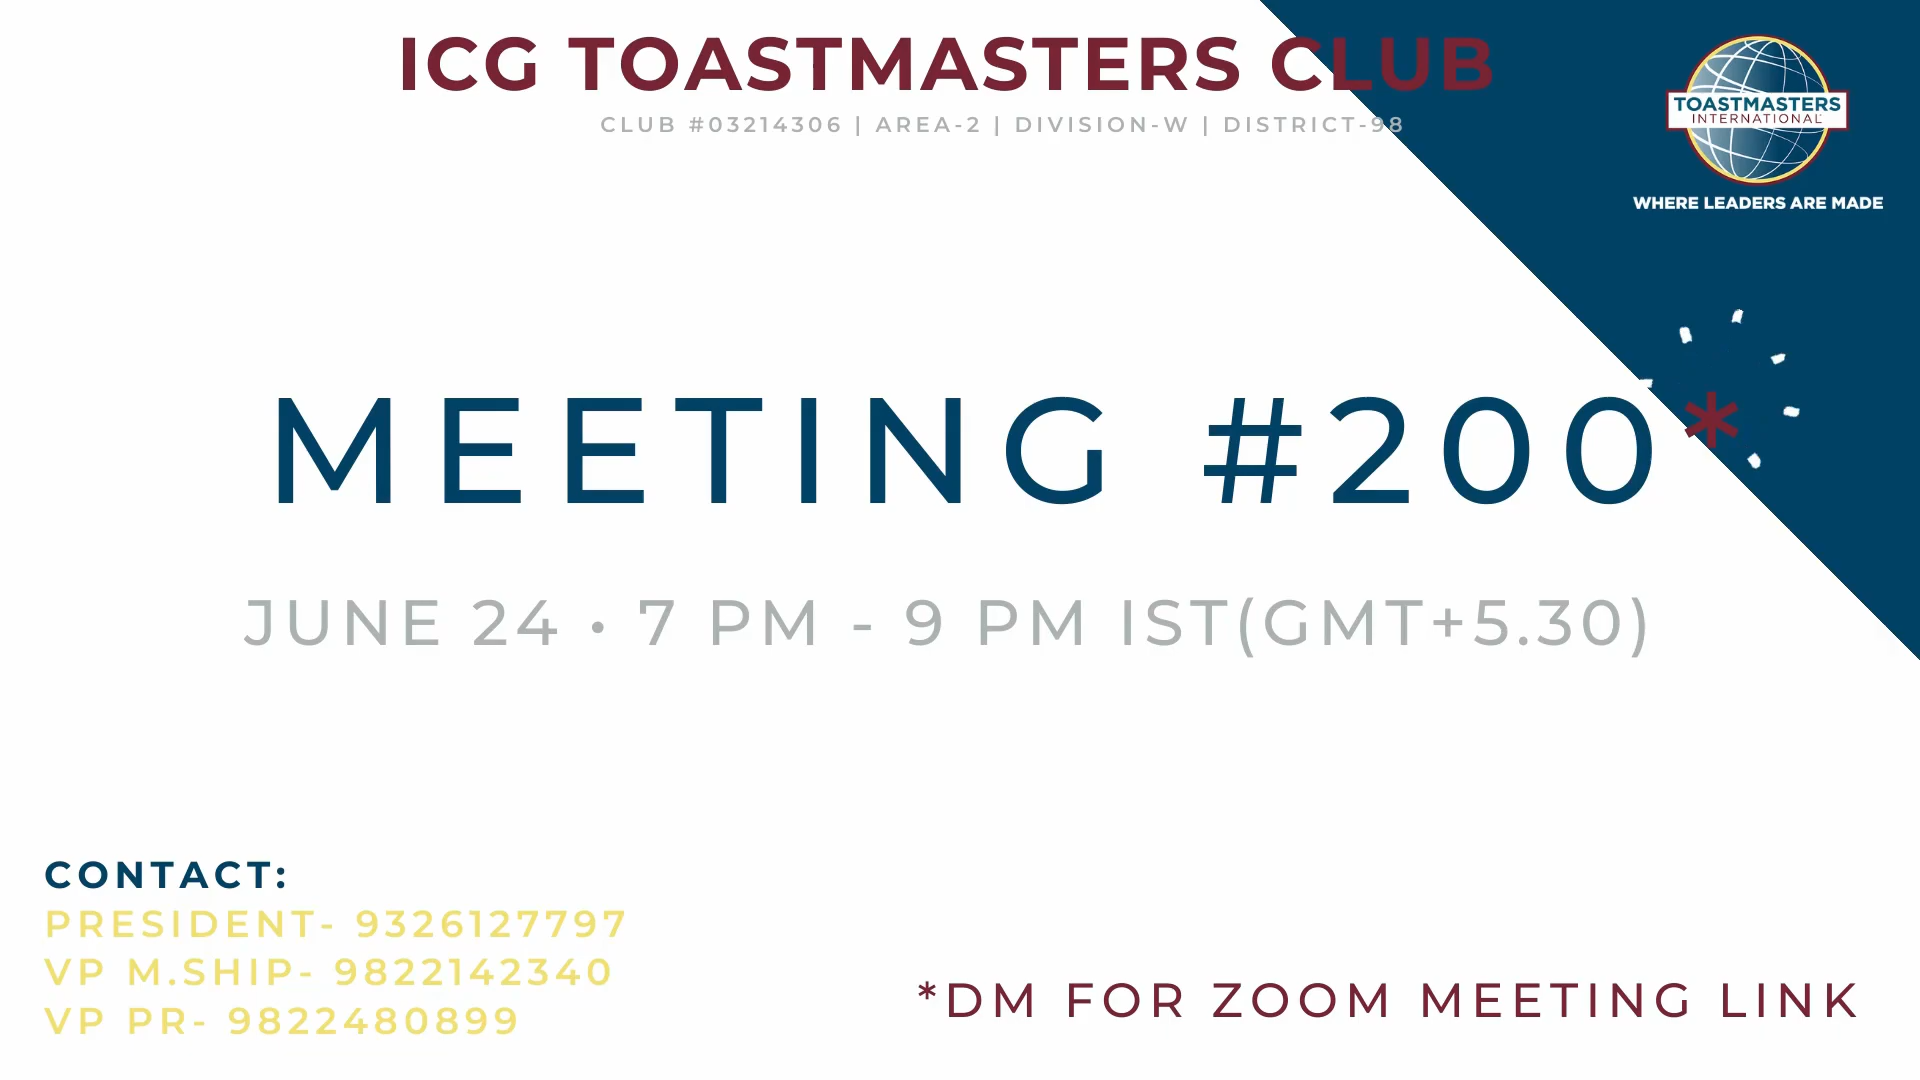 ICG TOASTMASTERS CLUB
CLUB #03214306 | AREA-2 | DIVISION-W | DISTRICT-98
TOASTMASTERS
INTERNATIONAL
WHERE LEADERS ARE MADE
MEETING #200*
JUNE 24 • 7 PM - 9 PM IST(GMT+5.30)
CONTACT:
PRESIDENT- 9326127797
VP M.SHIP- 9822142340
VP PR- 9822480899
*DM FOR ZOOM MEETING LINK